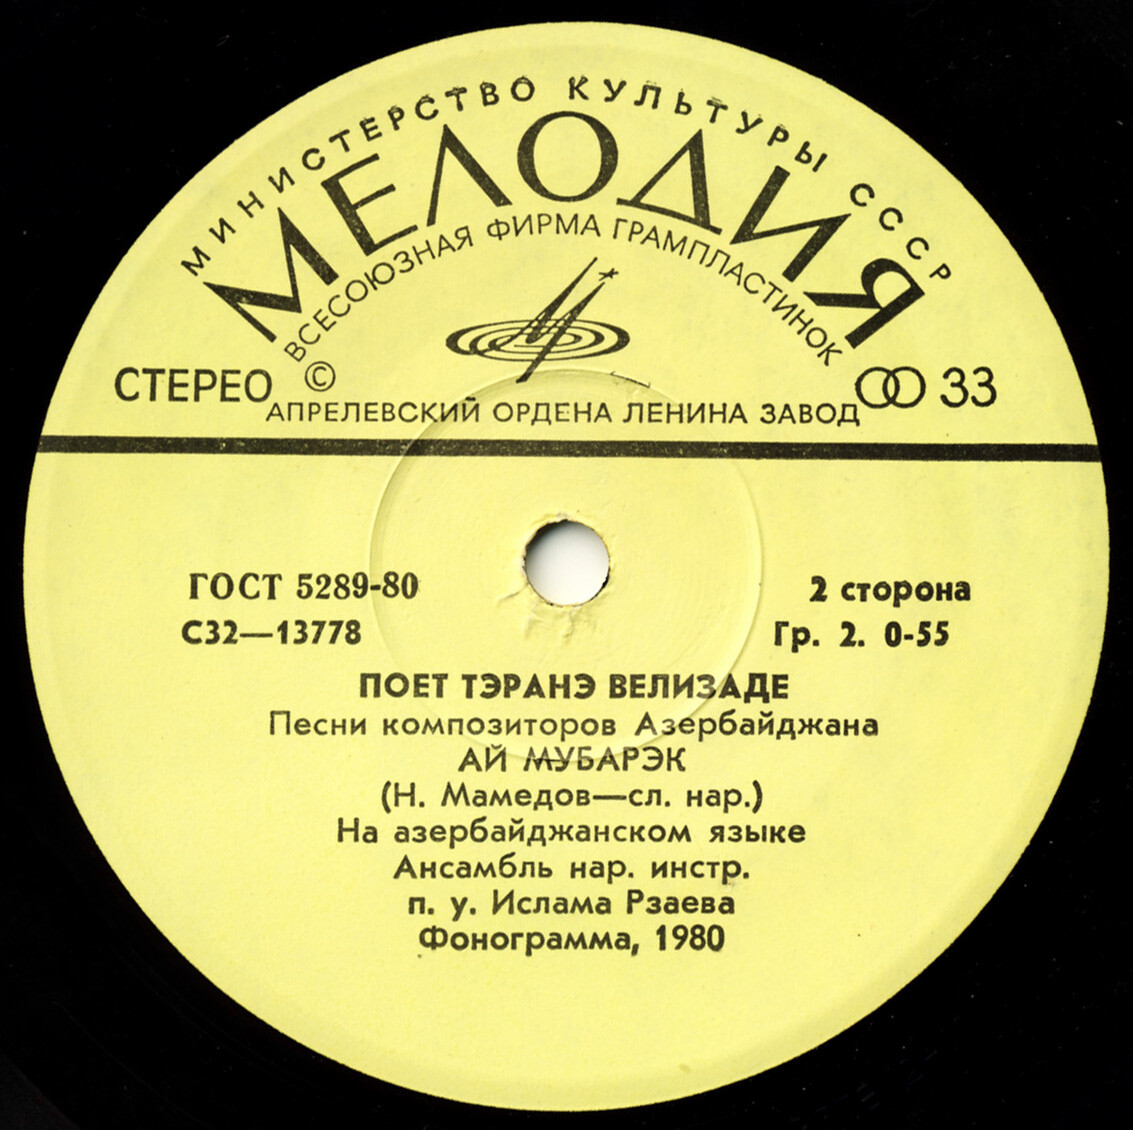 МИНИСТЕРСТВО КУЛЬТУРЫ СССР
МЕЛОДИЯ
ВСЕСОЮЗНАЯ ФИРМА ГРАМПЛАСТИНОК
СТЕРЕО © 33
АПРЕЛЕВСКИЙ ОРДЕНА ЛЕНИНА ЗАВОД
ГОСТ 5289-80 2 сторона
С32—13778 Гр. 2. 0-55
ПОЕТ ТЭРАНЭ ВЕЛИЗАДЕ
Песни композиторов Азербайджана
АЙ МУБАРЭК
(Н. Мамедов—сл. нар.)
На азербайджанском языке
Ансамбль нар. инстр.
п. у. Ислама Рзаева
Фонограмма, 1980